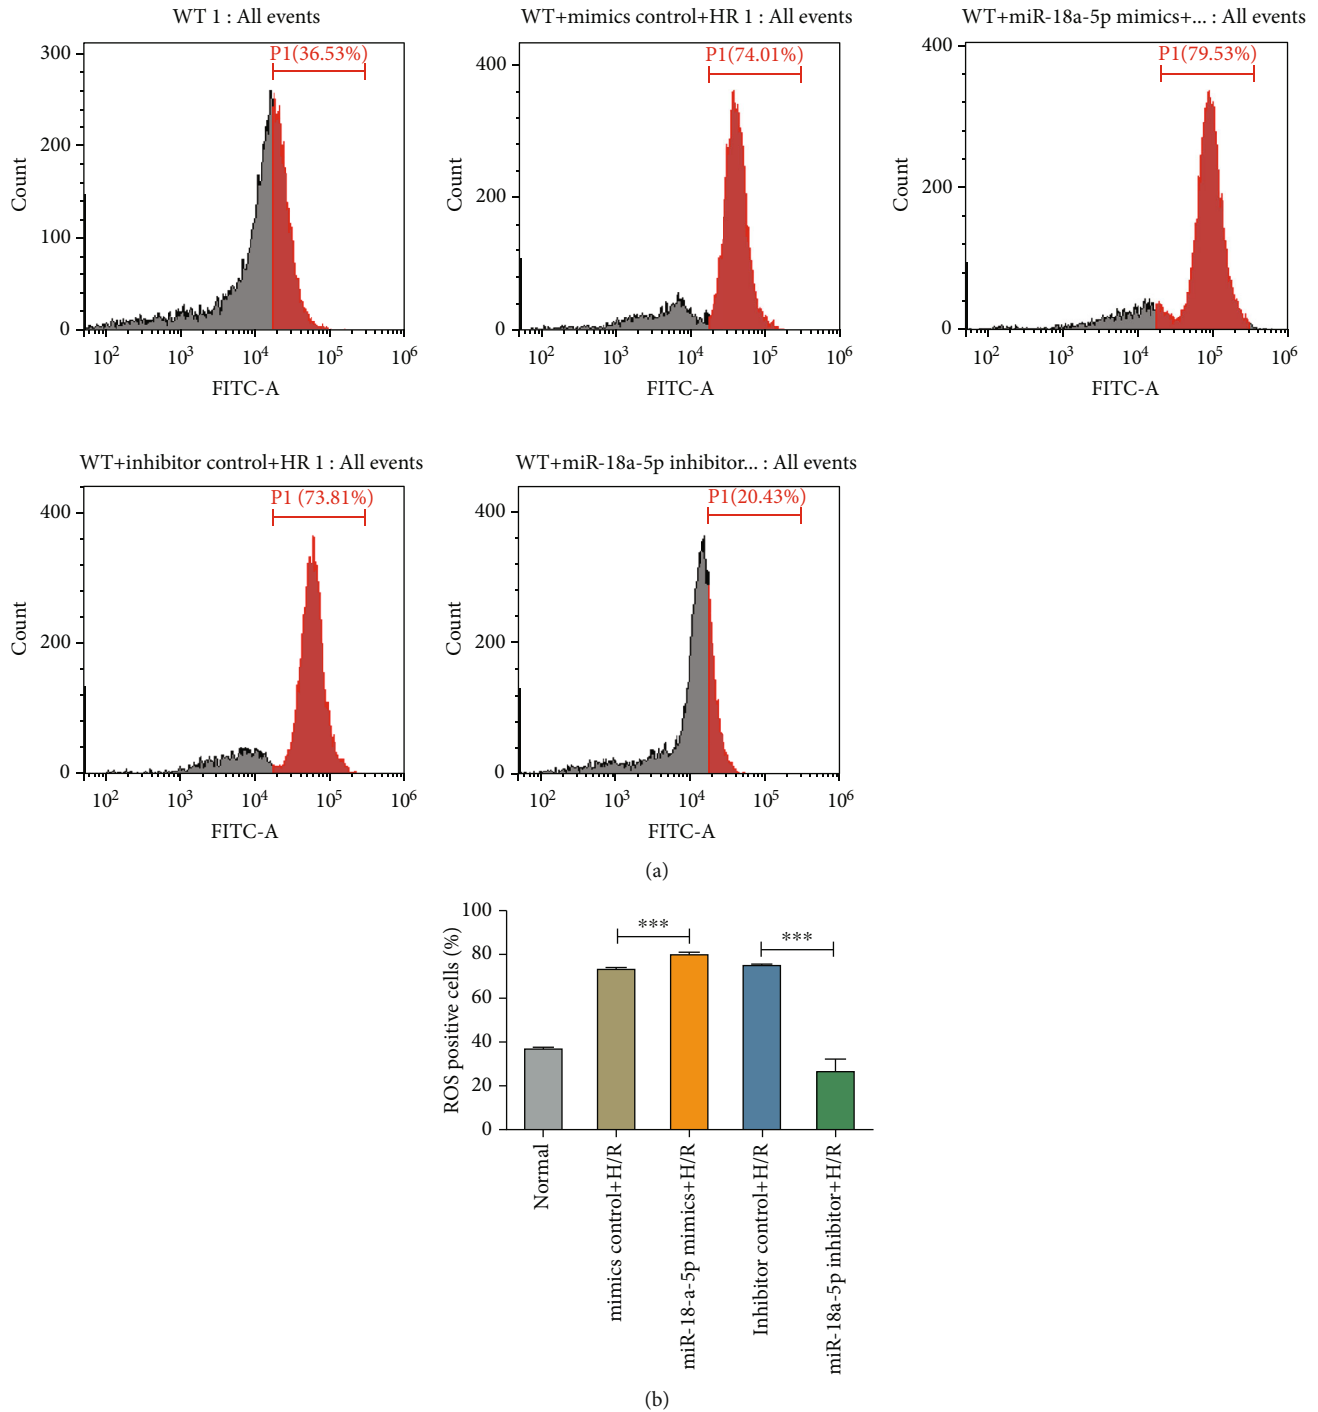 WT 1 : All events
P1(36.53%)
300
200
100
0
Count
10²
10³
10⁴
10⁵
10⁶
FITC-A
WT+mimics control+HR 1 : All events
P1(74.01%)
400
200
0
Count
10²
10³
10⁴
10⁵
10⁶
FITC-A
WT+miR-18a-5p mimics+... : All events
P1(79.53%)
400
200
0
Count
10²
10³
10⁴
10⁵
10⁶
FITC-A
WT+inhibitor control+HR 1 : All events
P1 (73.81%)
400
200
0
Count
10²
10³
10⁴
10⁵
10⁶
FITC-A
WT+miR-18a-5p inhibitor... : All events
P1(20.43%)
400
200
0
Count
10²
10³
10⁴
10⁵
10⁶
FITC-A
(a)
100
80
60
40
20
0
ROS positive cells (%)
***
***
Normal
mimics control+H/R
miR-18-a-5p mimics+H/R
Inhibitor control+H/R
miR-18a-5p inhibitor+H/R
(b)